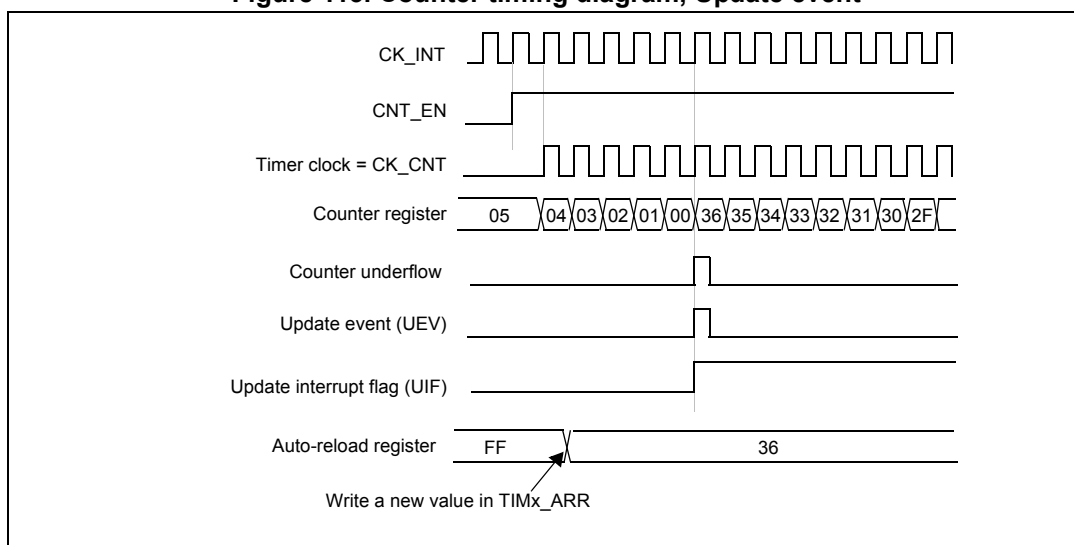 Figure 118. Counter timing diagram, Update event
CK_INT
CNT_EN
Timer clock = CK_CNT
Counter register 05 04 03 02 01 00 36 35 34 33 32 31 30 2F
Counter underflow
Update event (UEV)
Update interrupt flag (UIF)
Auto-reload register FF 36
Write a new value in TIMx_ARR